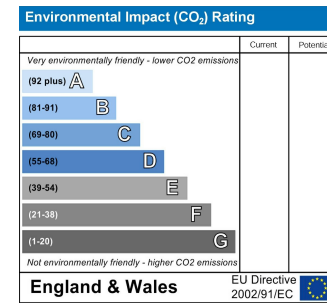 Environmental Impact (CO₂) Rating
Current Potentia
Very environmentally friendly - lower CO2 emissions
(92 plus) A
(81-91) B
(69-80) C
(55-68) D
(39-54) E
(21-38) F
(1-20) G
Not environmentally friendly - higher CO2 emissions
England & Wales
EU Directive
2002/91/EC